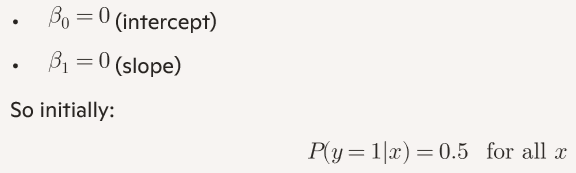 • β₀ = 0 (intercept)
• β₁ = 0 (slope)
So initially:
P(y = 1|x) = 0.5 for all x